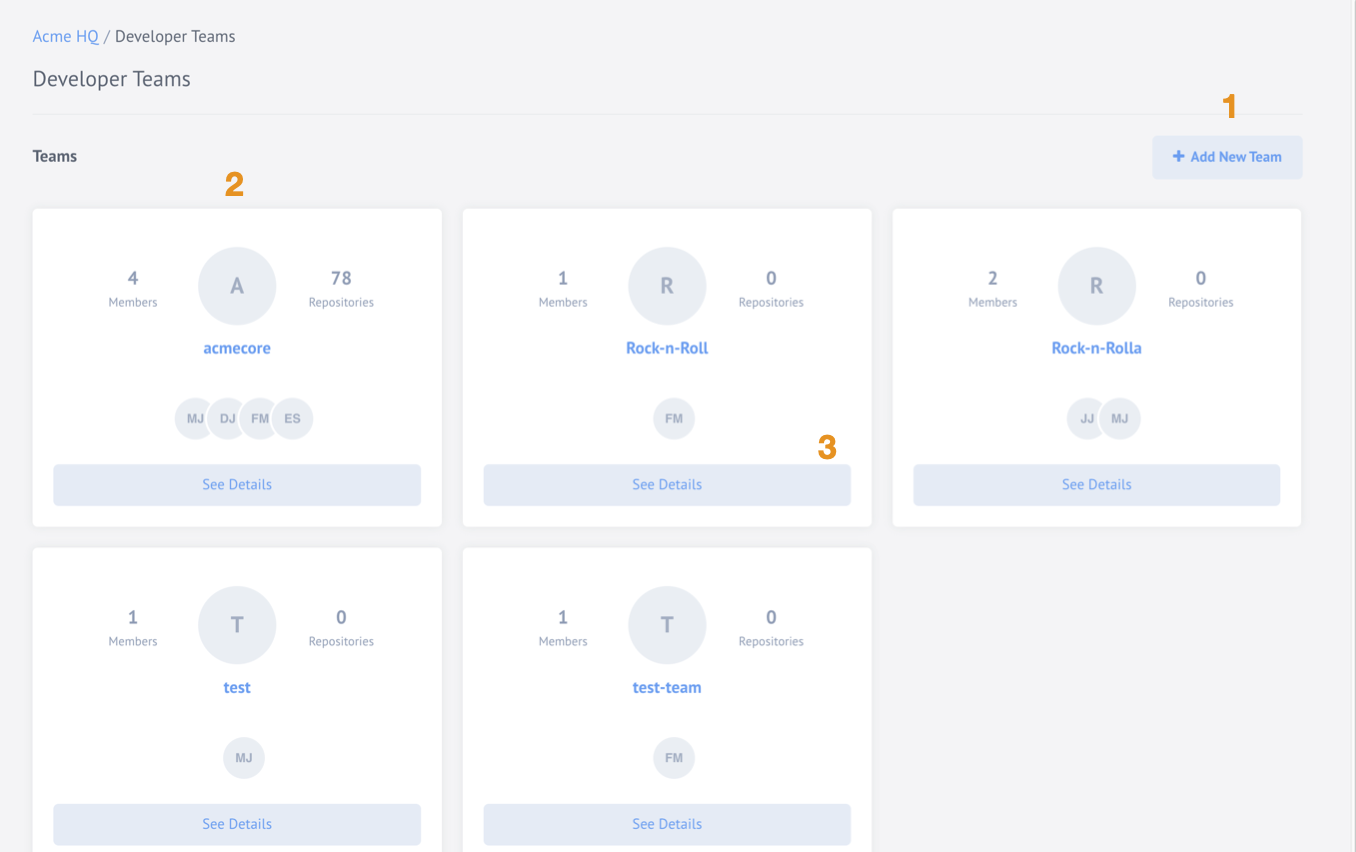 Acme HQ / Developer Teams
Developer Teams
1
Teams
+ Add New Team
2
4 Members
A
78 Repositories
acmecore
MJ DJ FM ES
See Details
1 Members
R
0 Repositories
Rock-n-Roll
FM
3
See Details
2 Members
R
0 Repositories
Rock-n-Rolla
JJ MJ
See Details
1 Members
T
0 Repositories
test
MJ
See Details
1 Members
T
0 Repositories
test-team
FM
See Details